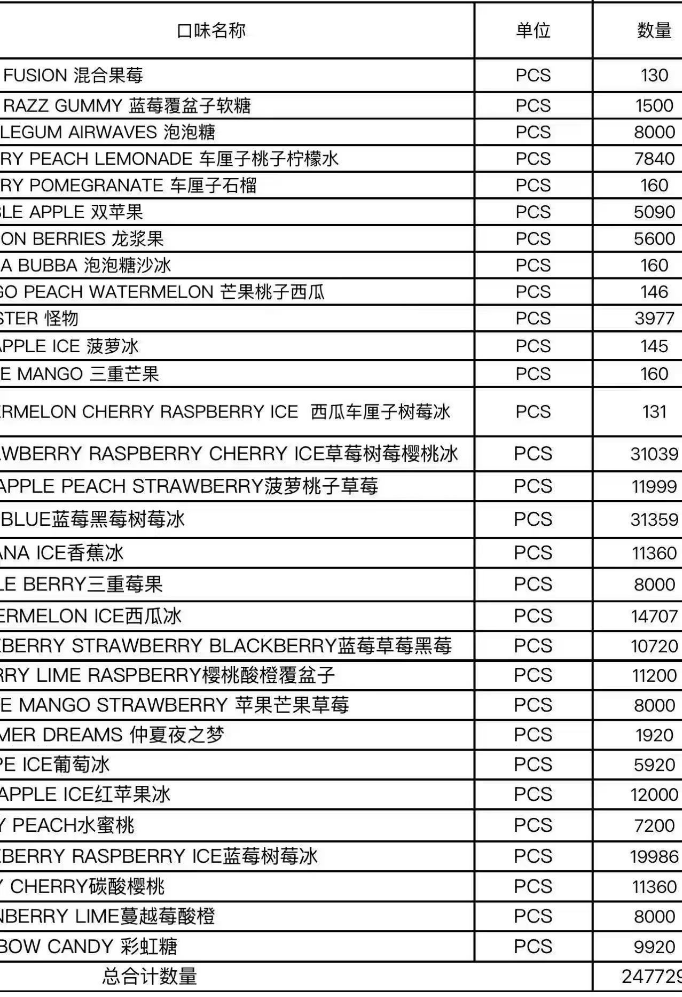 口味名称 单位 数量
FUSION 混合果莓 PCS 130
RAZZ GUMMY 蓝莓覆盆子软糖 PCS 1500
LEGUM AIRWAVES 泡泡糖 PCS 8000
RY PEACH LEMONADE 车厘子桃子柠檬水 PCS 7840
RY POMEGRANATE 车厘子石榴 PCS 160
BLE APPLE 双苹果 PCS 5090
ON BERRIES 龙浆果 PCS 5600
A BUBBA 泡泡糖沙冰 PCS 160
GO PEACH WATERMELON 芒果桃子西瓜 PCS 146
STER 怪物 PCS 3977
APPLE ICE 菠萝冰 PCS 145
E MANGO 三重芒果 PCS 160
ERMELON CHERRY RASPBERRY ICE 西瓜车厘子树莓冰 PCS 131
AWBERRY RASPBERRY CHERRY ICE草莓树莓樱桃冰 PCS 31039
APPLE PEACH STRAWBERRY菠萝桃子草莓 PCS 11999
BLUE蓝莓黑莓树莓冰 PCS 31359
ANA ICE香蕉冰 PCS 11360
LE BERRY三重莓果 PCS 8000
ERMELON ICE西瓜冰 PCS 14707
EBERRY STRAWBERRY BLACKBERRY蓝莓草莓黑莓 PCS 10720
RRY LIME RASPBERRY樱桃酸橙覆盆子 PCS 11200
E MANGO STRAWBERRY 苹果芒果草莓 PCS 8000
MER DREAMS 仲夏夜之梦 PCS 1920
PE ICE葡萄冰 PCS 5920
APPLE ICE红苹果冰 PCS 12000
Y PEACH水蜜桃 PCS 7200
EBERRY RASPBERRY ICE蓝莓树莓冰 PCS 19986
Y CHERRY碳酸樱桃 PCS 11360
NBERRY LIME蔓越莓酸橙 PCS 8000
BOW CANDY 彩虹糖 PCS 9920
总合计数量 247729